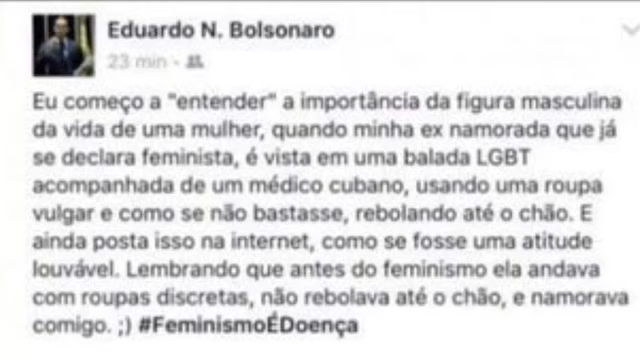 Eduardo N. Bolsonaro
23 min ·
Eu começo a "entender" a importância da figura masculina
da vida de uma mulher, quando minha ex namorada que já
se declara feminista, é vista em uma balada LGBT
acompanhada de um médico cubano, usando uma roupa
vulgar e como se não bastasse, rebolando até o chão. E
ainda posta isso na internet, como se fosse uma atitude
louvável. Lembrando que antes do feminismo ela andava
com roupas discretas, não rebolava até o chão, e namorava
comigo. ;) #FeminismoÉDoença